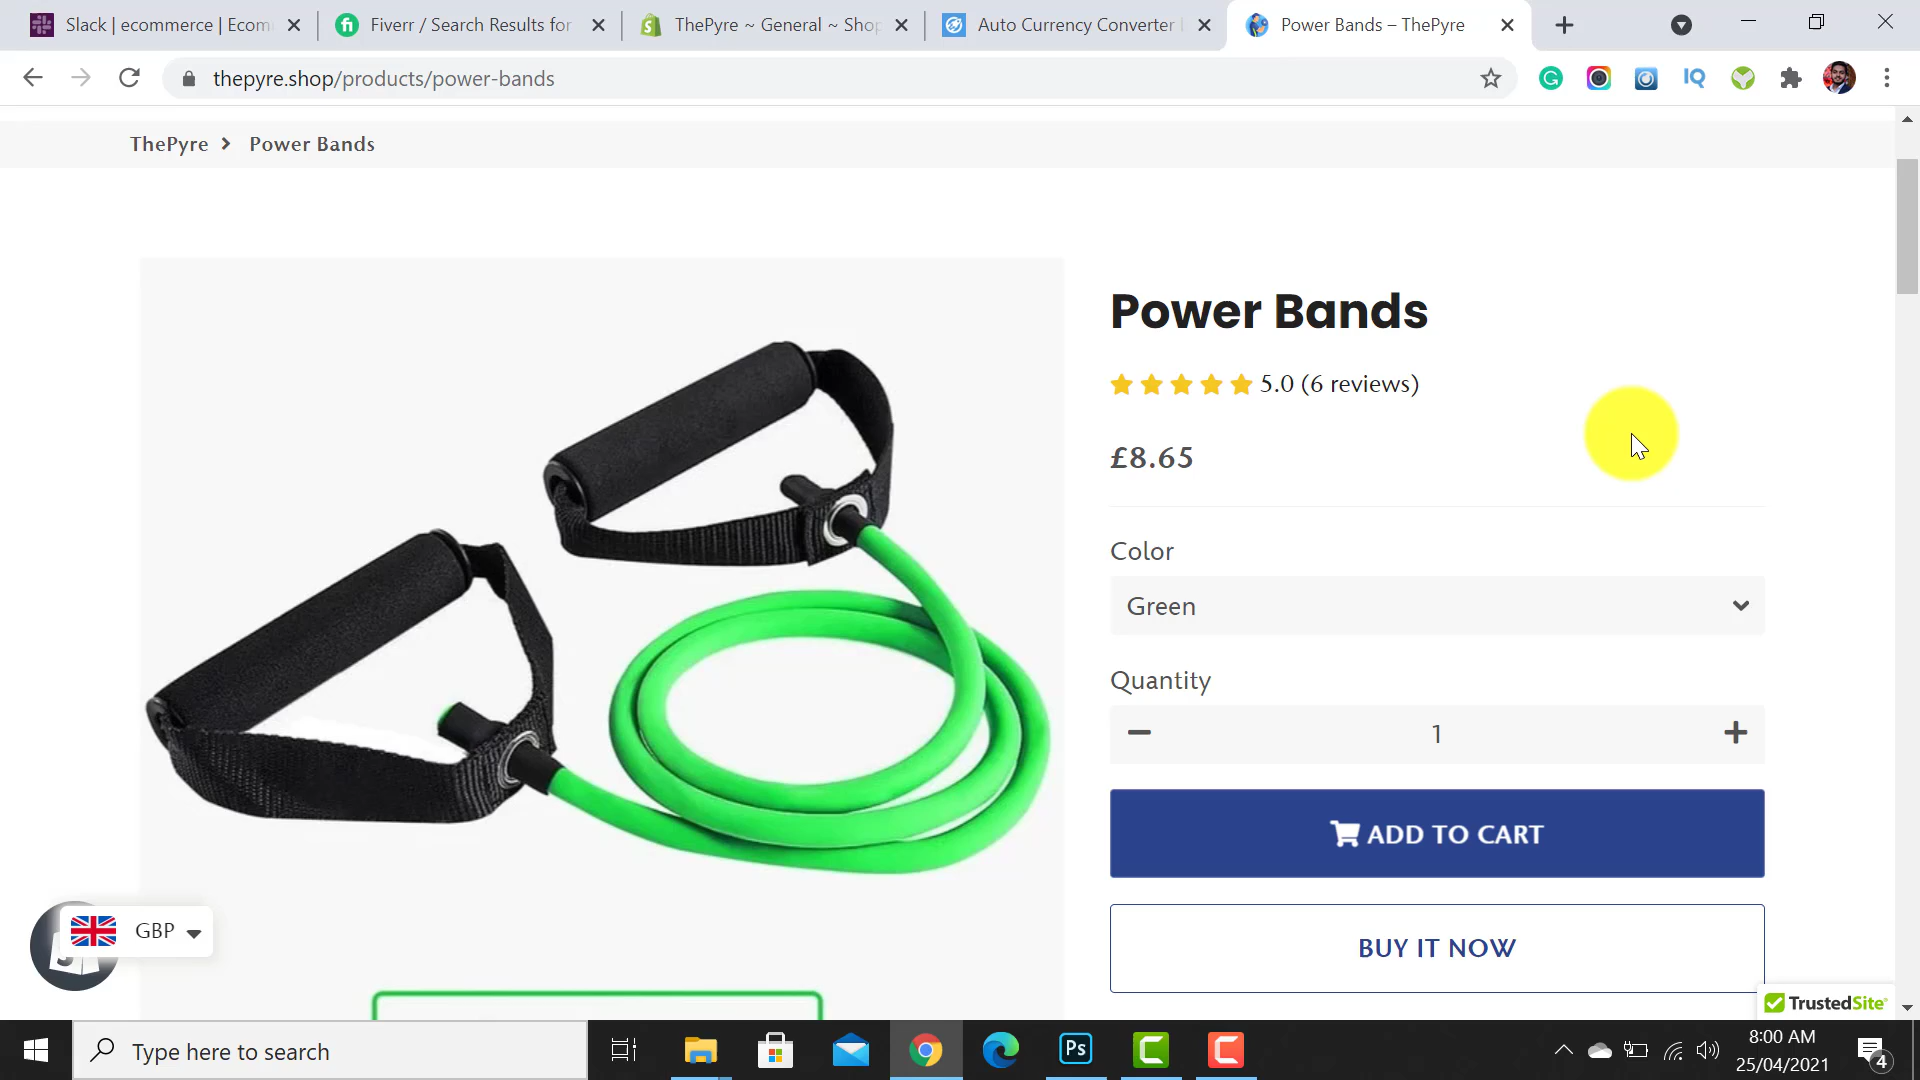 Slack | ecommerce | Ecom
Fiverr / Search Results for
ThePyre ~ General ~ Shop
Auto Currency Converter
Power Bands – ThePyre
thepyre.shop/products/power-bands
IQ
ThePyre > Power Bands
Power Bands
5.0 (6 reviews)
£8.65
Color
Green
Quantity
1
ADD TO CART
BUY IT NOW
GBP
TrustedSite
Type here to search
Ps
8:00 AM
25/04/2021
4